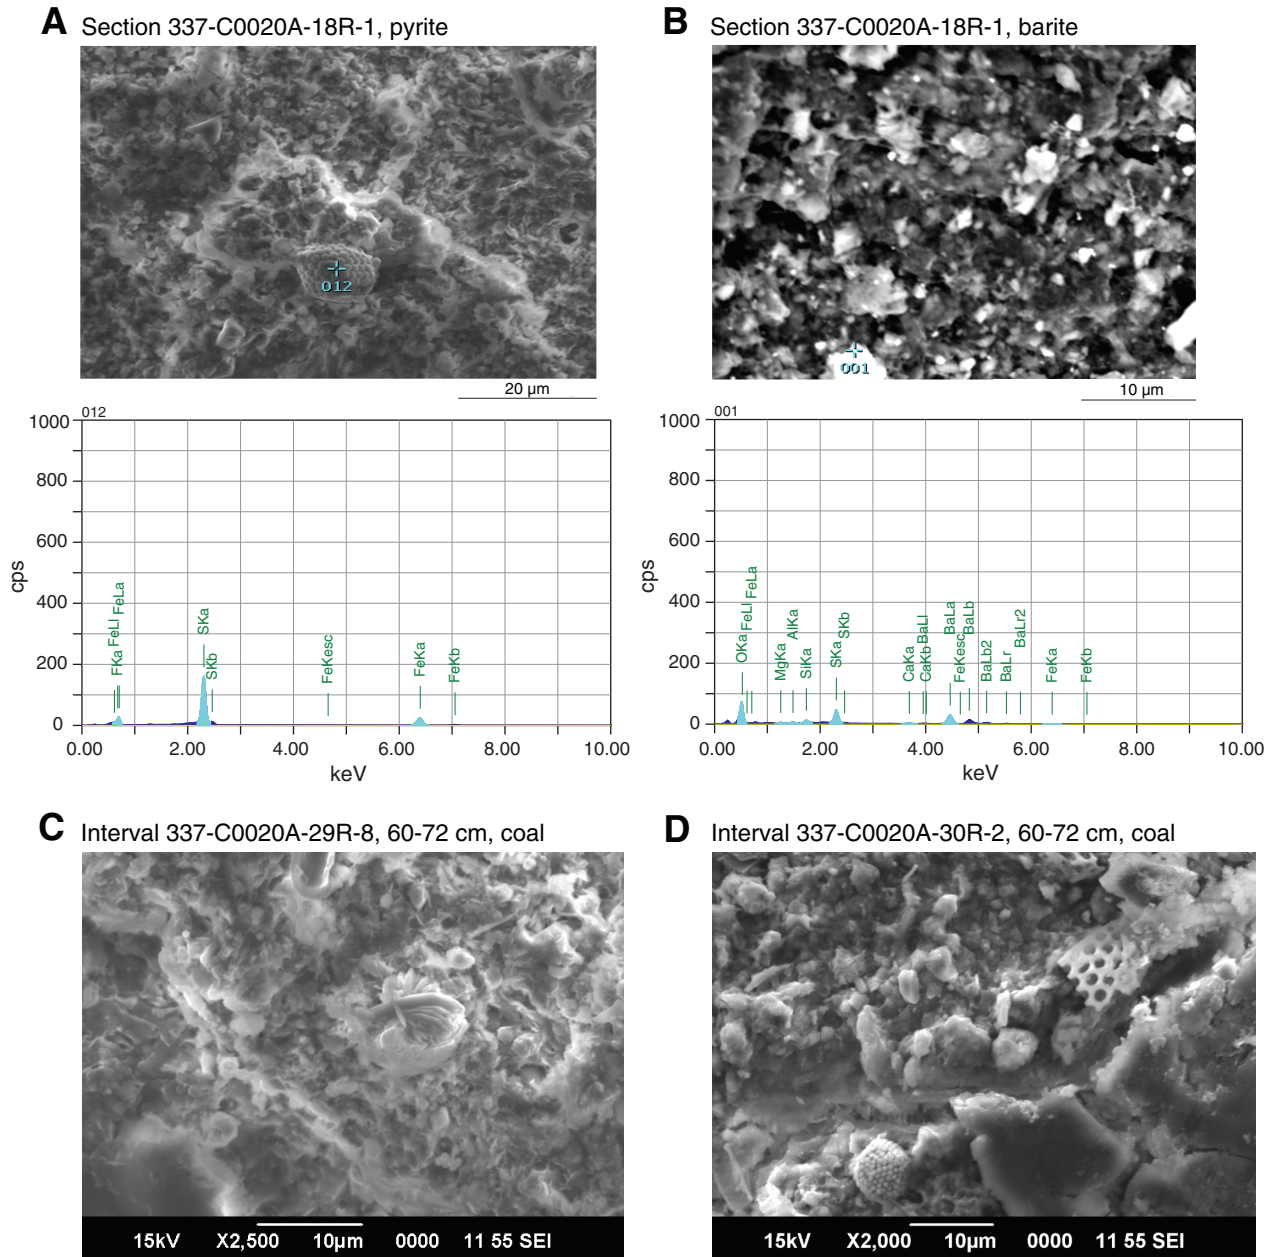 A Section 337-C0020A-18R-1, pyrite
012
20 µm
012
1000
800
600
400
200
0
cps
FKa
FeLl
FeLa
SKa
SKb
FeKesc
FeKa
FeKb
0.00 2.00 4.00 6.00 8.00 10.00
keV
B Section 337-C0020A-18R-1, barite
001
10 µm
001
1000
800
600
400
200
0
cps
OKa
FeLl
FeLa
MgKa
AlKa
SiKa
SKa
SKb
CaKa
CaKb
BaLl
BaLa
FeKesc
BaLb
BaLb2
BaLr
BaLr2
FeKa
FeKb
0.00 2.00 4.00 6.00 8.00 10.00
keV
C Interval 337-C0020A-29R-8, 60-72 cm, coal
15kV X2,500 10µm 0000 11 55 SEI
D Interval 337-C0020A-30R-2, 60-72 cm, coal
15kV X2,000 10µm 0000 11 55 SEI